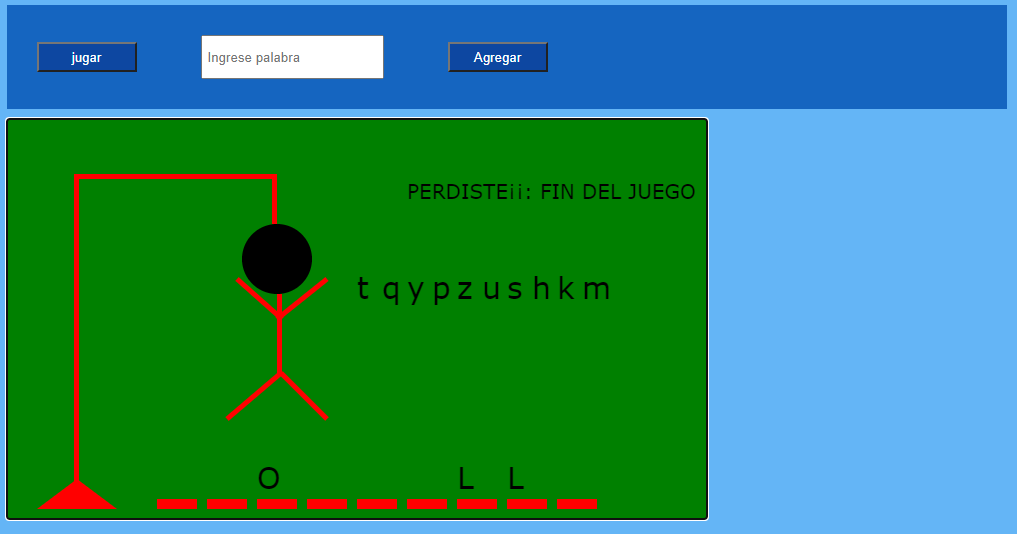 jugar Ingrese palabra Agregar
PERDISTE¡¡: FIN DEL JUEGO
t q y p z u s h k m
O L L